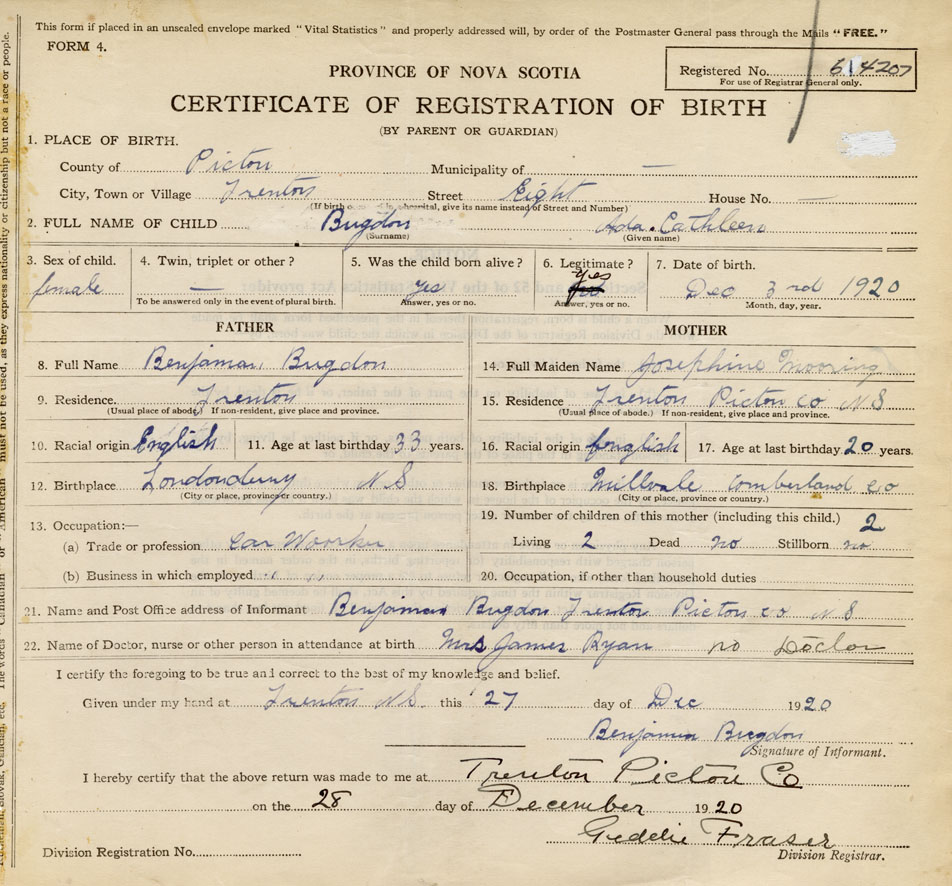 This form if placed in an unsealed envelope marked "Vital Statistics" and properly addressed will, by order of the Postmaster General pass through the Mails "FREE."
FORM 4.
Registered No. 614207
For use of Registrar General only.
PROVINCE OF NOVA SCOTIA
CERTIFICATE OF REGISTRATION OF BIRTH
(BY PARENT OR GUARDIAN)
1. PLACE OF BIRTH.
County of Picton Municipality of —
City, Town or Village Trenton Street Eight House No. —
(If birth hospital, give its name instead of Street and Number)
2. FULL NAME OF CHILD Bugdon Ada Cathleen
(Surname) (Given name)
3. Sex of child. 4. Twin, triplet or other? 5. Was the child born alive? 6. Legitimate? 7. Date of birth.
female — yes yes Dec 3rd 1920
To be answered only in the event of plural birth. Answer, yes or no. Answer, yes or no. Month, day, year.
FATHER MOTHER
8. Full Name Benjaman Bugdon 14. Full Maiden Name Josephine Mooring
9. Residence. Trenton 15. Residence Trenton Picton co N S
(Usual place of abode.) If non-resident, give place and province. (Usual place of abode.) If non-resident, give place and province.
10. Racial origin English 11. Age at last birthday 33 years. 16. Racial origin English 17. Age at last birthday 20 years.
12. Birthplace Londonderry N S 18. Birthplace Millvale Cumberland co
(City or place, province or country.) (City or place, province or country.)
13. Occupation:— 19. Number of children of this mother (including this child.) 2
(a) Trade or profession Car Woorker Living 2 Dead no Stillborn no
(b) Business in which employed 20. Occupation, if other than household duties
21. Name and Post Office address of Informant Benjaman Bugdon Trenton Picton co N S
22. Name of Doctor, nurse or other person in attendance at birth Mrs James Ryan no Doctor
I certify the foregoing to be true and correct to the best of my knowledge and belief.
Given under my hand at Trenton N S. this 27 day of Dec 1920
Benjaman Bugdon
Signature of Informant.
I hereby certify that the above return was made to me at Trenton Picton Co
on the 28 day of December 1920
Geddie Fraser
Division Registration No. Division Registrar.